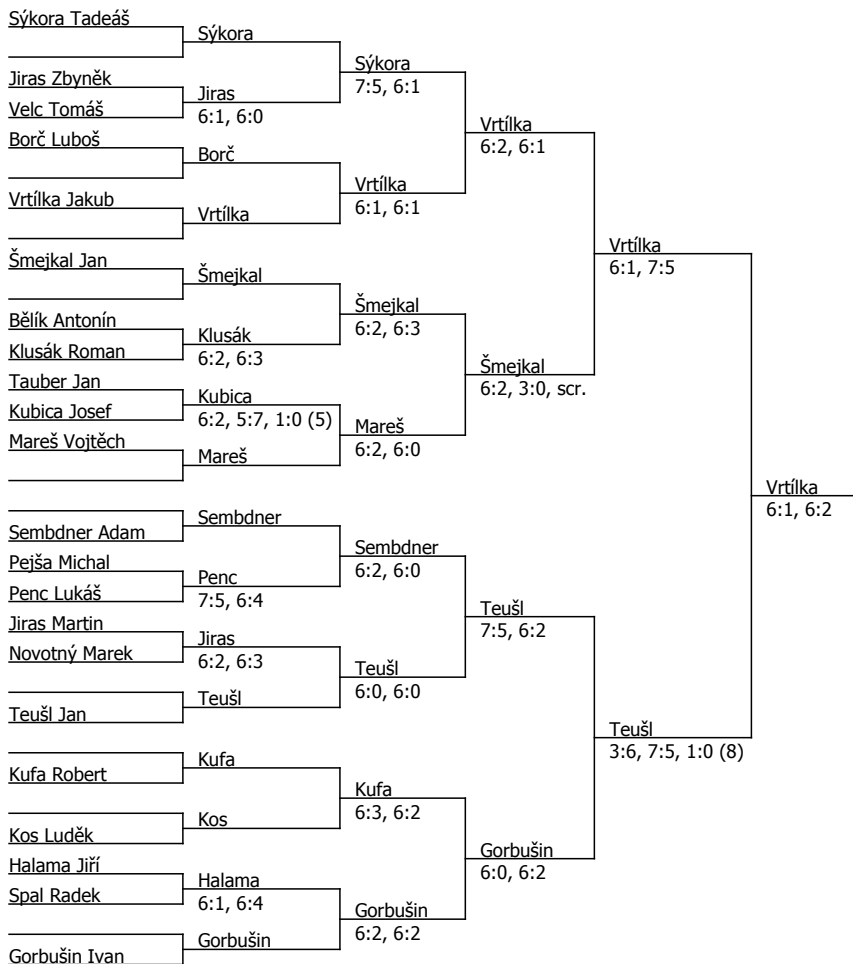 Sýkora Tadeáš
Sýkora
Jiras Zbyněk
Sýkora
7:5, 6:1
Velc Tomáš
Jiras
6:1, 6:0
Borč Luboš
Vrtílka
6:2, 6:1
Borč
Vrtílka Jakub
Vrtílka
6:1, 6:1
Vrtílka
Šmejkal Jan
Vrtílka
6:1, 7:5
Šmejkal
Bělík Antonín
Šmejkal
6:2, 6:3
Klusák Roman
Klusák
6:2, 6:3
Tauber Jan
Šmejkal
6:2, 3:0, scr.
Kubica Josef
Kubica
6:2, 5:7, 1:0 (5)
Mareš Vojtěch
Mareš
6:2, 6:0
Mareš
Vrtílka
6:1, 6:2
Sembdner Adam
Sembdner
Pejša Michal
Sembdner
6:2, 6:0
Penc Lukáš
Penc
7:5, 6:4
Jiras Martin
Teušl
7:5, 6:2
Novotný Marek
Jiras
6:2, 6:3
Teušl
6:0, 6:0
Teušl Jan
Teušl
Teušl
3:6, 7:5, 1:0 (8)
Kufa Robert
Kufa
Kufa
6:3, 6:2
Kos Luděk
Kos
Gorbušin
6:0, 6:2
Halama Jiří
Halama
6:1, 6:4
Spal Radek
Gorbušin
6:2, 6:2
Gorbušin Ivan
Gorbušin